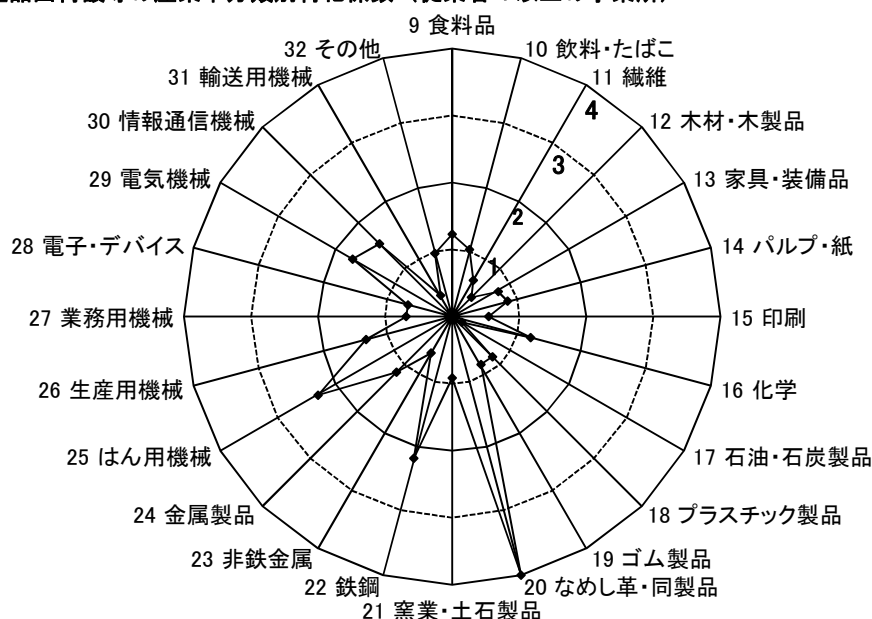 9 食料品
10 飲料・たばこ
11 繊維
12 木材・木製品
13 家具・装備品
14 パルプ・紙
15 印刷
16 化学
17 石油・石炭製品
18 プラスチック製品
19 ゴム製品
20 なめし革・同製品
21 窯業・土石製品
22 鉄鋼
23 非鉄金属
24 金属製品
25 はん用機械
26 生産用機械
27 業務用機械
28 電子・デバイス
29 電気機械
30 情報通信機械
31 輸送用機械
32 その他
4
3
2
1